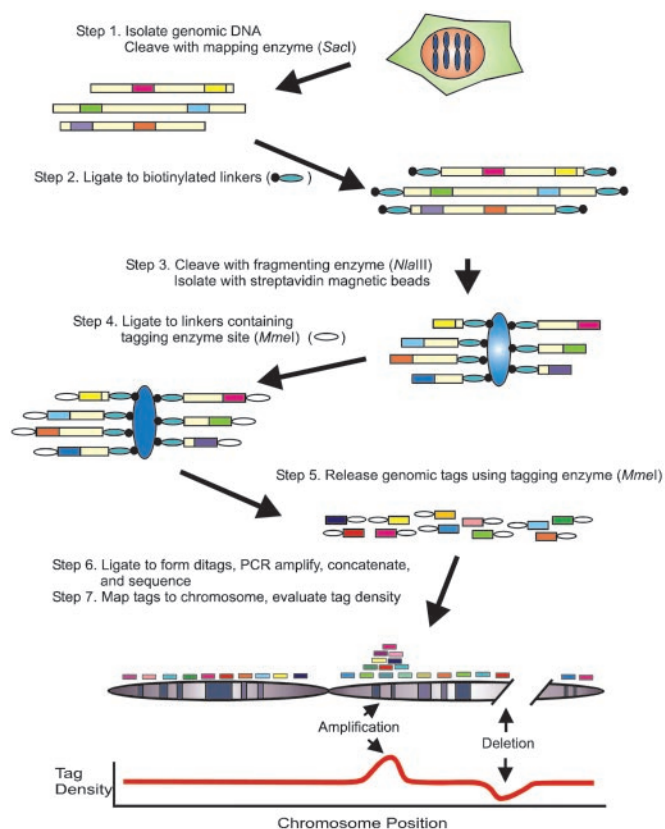 Step 1. Isolate genomic DNA
Cleave with mapping enzyme (SacI)
Step 2. Ligate to biotinylated linkers ( )
Step 3. Cleave with fragmenting enzyme (NlaIII)
Isolate with streptavidin magnetic beads
Step 4. Ligate to linkers containing
tagging enzyme site (MmeI) ( )
Step 5. Release genomic tags using tagging enzyme (MmeI)
Step 6. Ligate to form ditags, PCR amplify, concatenate,
and sequence
Step 7. Map tags to chromosome, evaluate tag density
Amplification
Deletion
Tag
Density
Chromosome Position